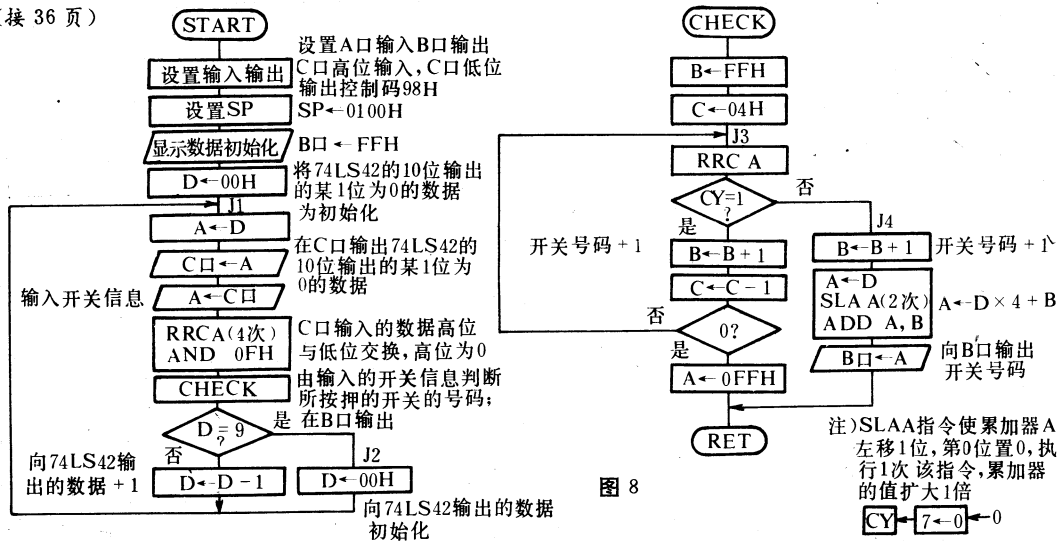 接 36 页)
START
设置输入输出
设置A口输入B口输出
C口高位输入,C口低位
输出控制码98H
设置SP
SP←0100H
显示数据初始化
B口←FFH
D←00H
将74LS42的10位输出
的某1位为0的数据
为初始化
J1
A←D
C口←A
在C口输出74LS42的
10位输出的某1位为
0的数据
输入开关信息
A←C口
RRCA(4次)
AND 0FH
C口输入的数据高位
与低位交换,高位为0
CHECK
由输入的开关信息判断
所按押的开关的号码;
在B口输出
D=9
?
是
否
J2
向74LS42输
出的数据+1
D←D-1
D←00H
向74LS42输出的数据
初始化
CHECK
B←FFH
C←04H
J3
RRC A
CY=1
?
否
是
J4
开关号码+1
B←B+1
C←C-1
B←B+1
开关号码+1
A←D
SLA A(2次)
ADD A,B
A←D×4+B
否
0?
是
B口←A
向B口输出
开关号码
A←0FFH
RET
图 8
注)SLAA指令使累加器A
左移1位,第0位置0,执
行1次该指令,累加器
的值扩大1倍
CY←7←0←0